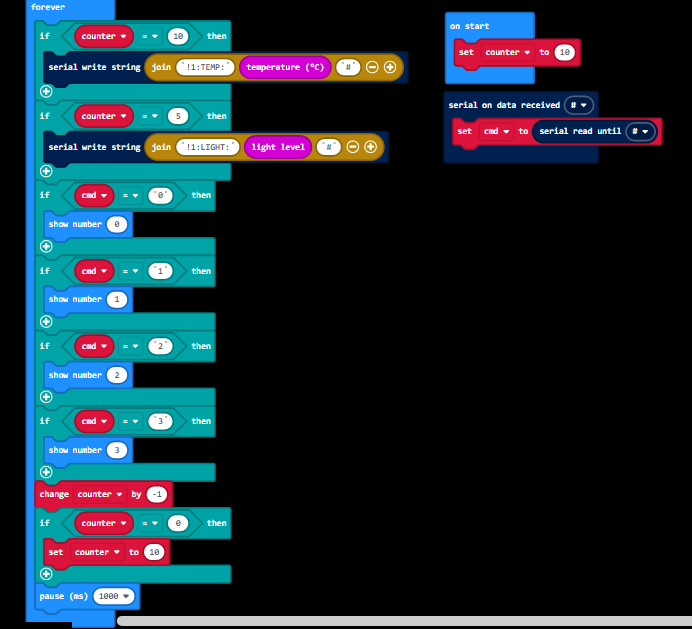 forever
if counter = 10 then
serial write string join "!1:TEMP:" temperature (°C) "#"
if counter = 5 then
serial write string join "!1:LIGHT:" light level "#"
if cmd = "0" then
show number 0
if cmd = "1" then
show number 1
if cmd = "2" then
show number 2
if cmd = "3" then
show number 3
change counter by -1
if counter = 0 then
set counter to 10
pause (ms) 1000
on start
set counter to 10
serial on data received #
set cmd to serial read until #